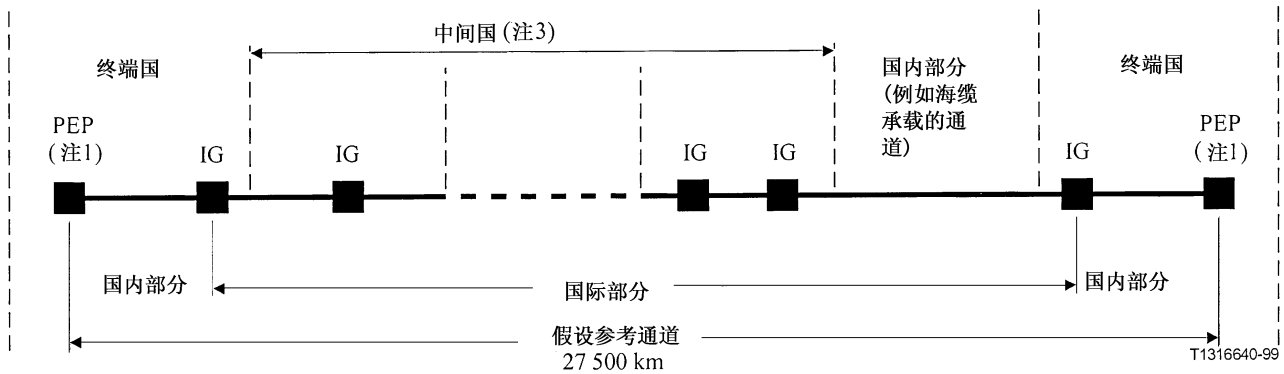 中间国(注3)
终端国
国内部分
(例如海缆
承载的通
道)
终端国
PEP
(注1)
IG
IG
IG
IG
IG
PEP
(注1)
国内部分
国际部分
国内部分
假设参考通道
27 500 km
T1316640-99